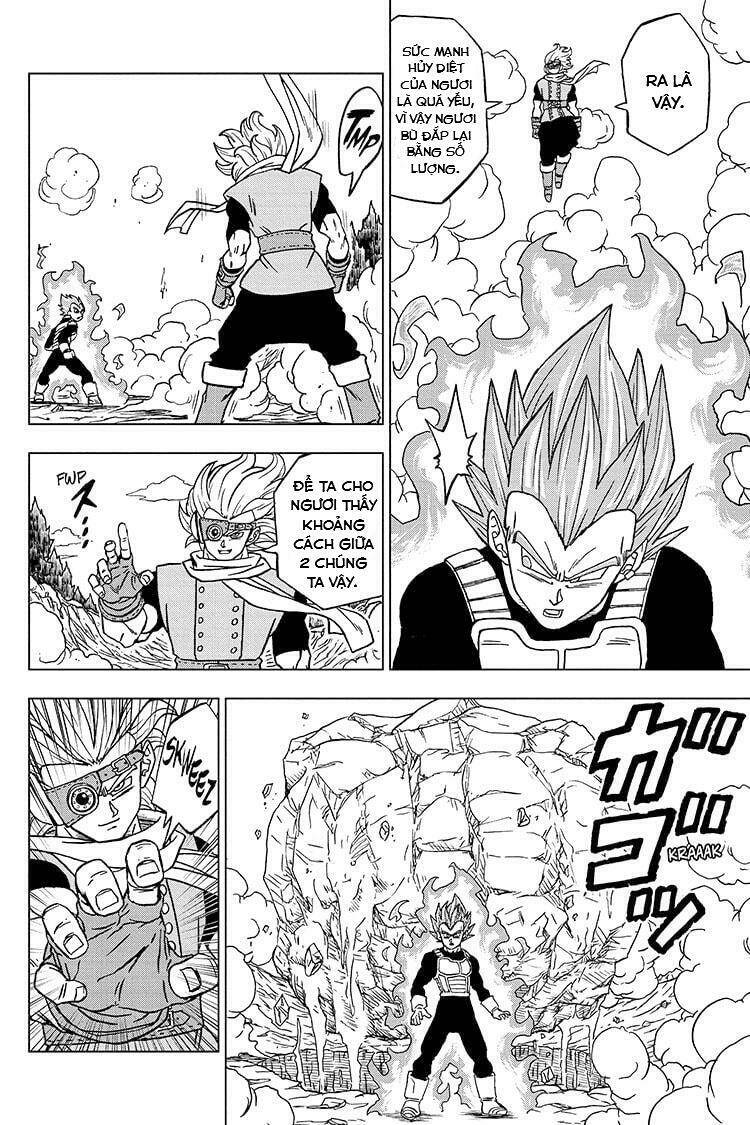 RA LÀ
VẬY.
SỨC MẠNH
HỦY DIỆT
CỦA NGƯƠI
LÀ QUÁ YẾU,
VÌ VẬY NGƯƠI
BÙ ĐẮP LẠI
BẰNG SỐ
LƯỢNG.
TMP
ĐỂ TA CHO
NGƯƠI THẤY
KHOẢNG
CÁCH GIỮA
2 CHÚNG
TA VẬY.
FWP
ス…
ガゴッ
KRAAAK
SKWEEZ